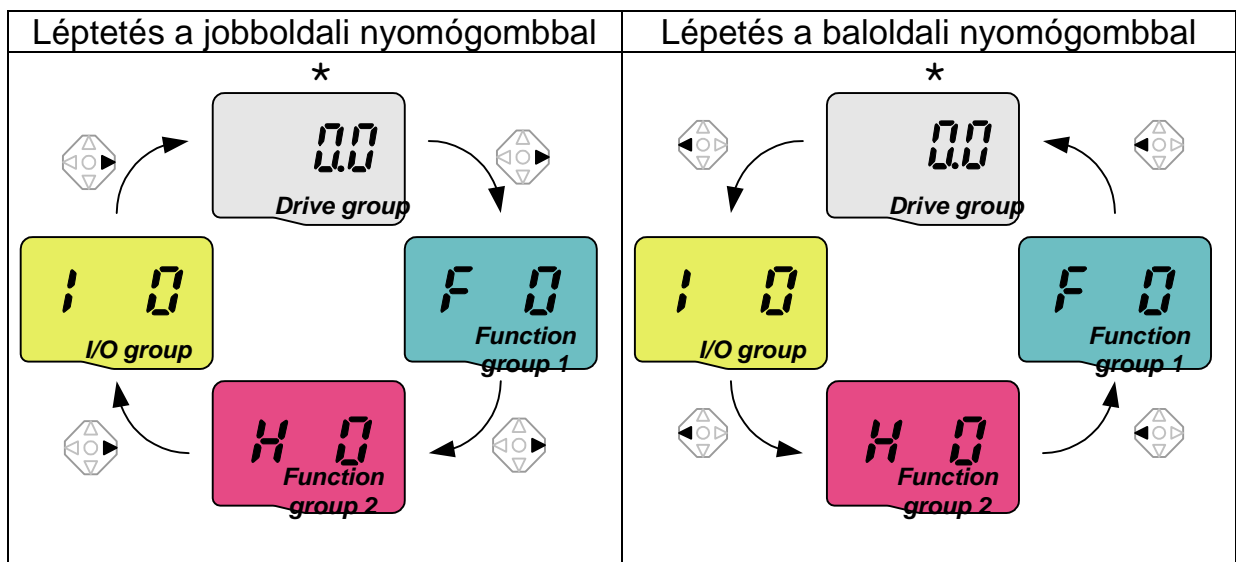 Léptetés a jobboldali nyomógombbal
*
0.0
Drive group
I 0
I/O group
F 0
Function
group 1
H 0
Function
group 2
Lépetés a baloldali nyomógombbal
*
0.0
Drive group
I 0
I/O group
F 0
Function
group 1
H 0
Function
group 2